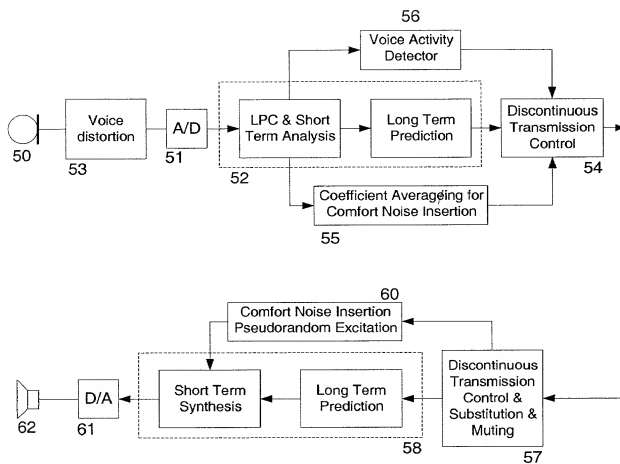 56
Voice Activity
Detector
Voice
distortion
A/D
LPC & Short
Term Analysis
Long Term
Prediction
Discontinuous
Transmission
Control
50
53
51
52
54
Coefficient Averaging for
Comfort Noise Insertion
55
60
Comfort Noise Insertion
Pseudorandom Excitation
D/A
Short Term
Synthesis
Long Term
Prediction
Discontinuous
Transmission
Control &
Substitution &
Muting
62
61
58
57